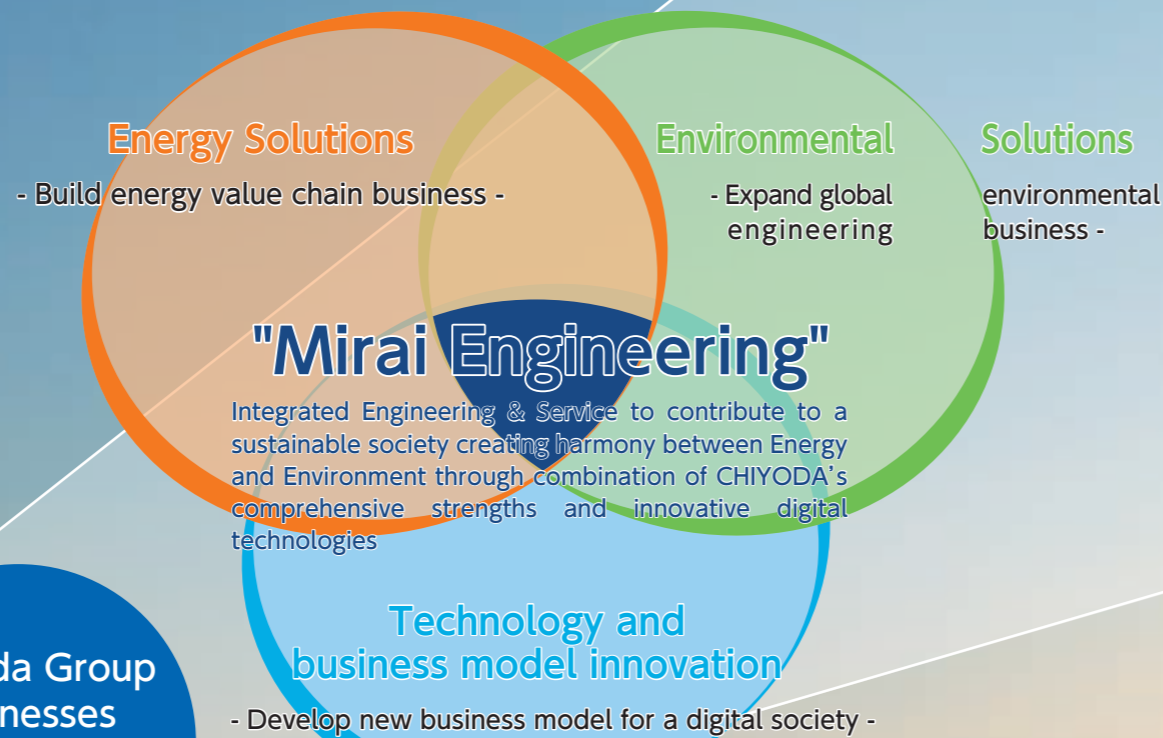 Energy Solutions
- Build energy value chain business -
Environmental Solutions
- Expand global environmental
engineering business -
"Mirai Engineering"
Integrated Engineering & Service to contribute to a
sustainable society creating harmony between Energy
and Environment through combination of CHIYODA's
comprehensive strengths and innovative digital
technologies
Technology and
business model innovation
- Develop new business model for a digital society -
da Group
nesses